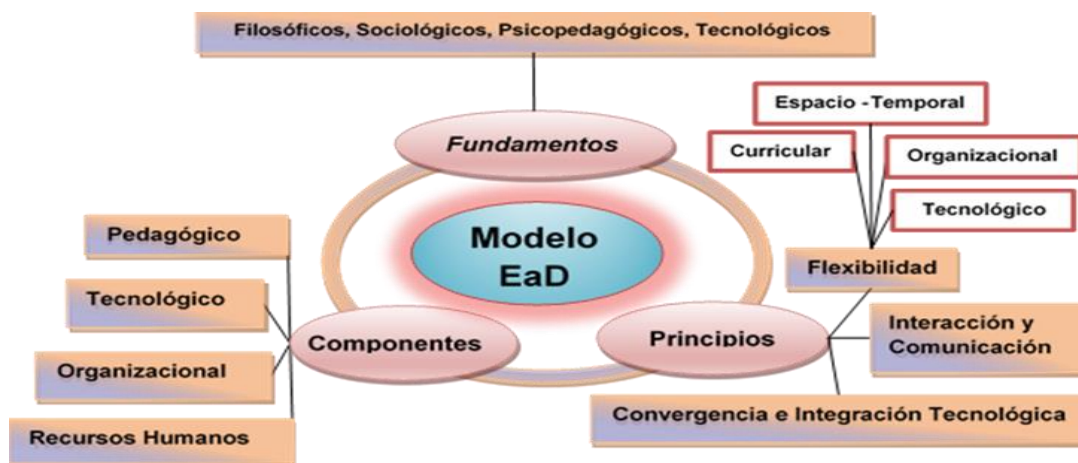 Filosóficos, Sociológicos, Psicopedagógicos, Tecnológicos
Espacio -Temporal
Fundamentos
Curricular
Organizacional
Tecnológico
Pedagógico
Modelo
EaD
Flexibilidad
Tecnológico
Componentes
Principios
Interacción y
Comunicación
Organizacional
Convergencia e Integración Tecnológica
Recursos Humanos